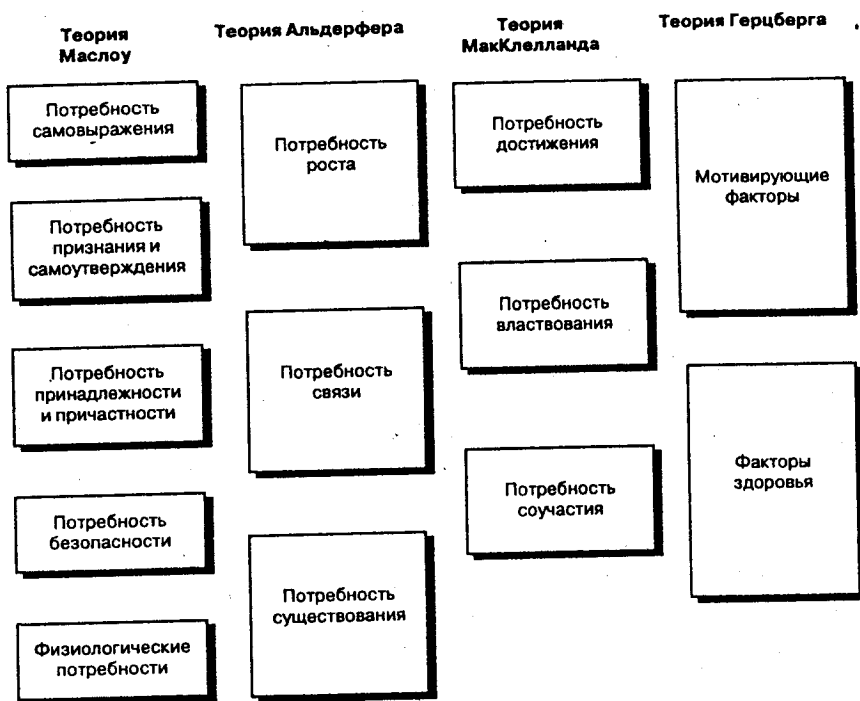 Теория
Маслоу
Потребность
самовыражения
Потребность
признания и
самоутверждения
Потребность
принадлежности
и причастности
Потребность
безопасности
Физиологические
потребности
Теория Альдерфера
Потребность
роста
Потребность
связи
Потребность
существования
Теория
МакКлелланда
Потребность
достижения
Потребность
властвования
Потребность
соучастия
Теория Герцберга
Мотивирующие
факторы
Факторы
здоровья